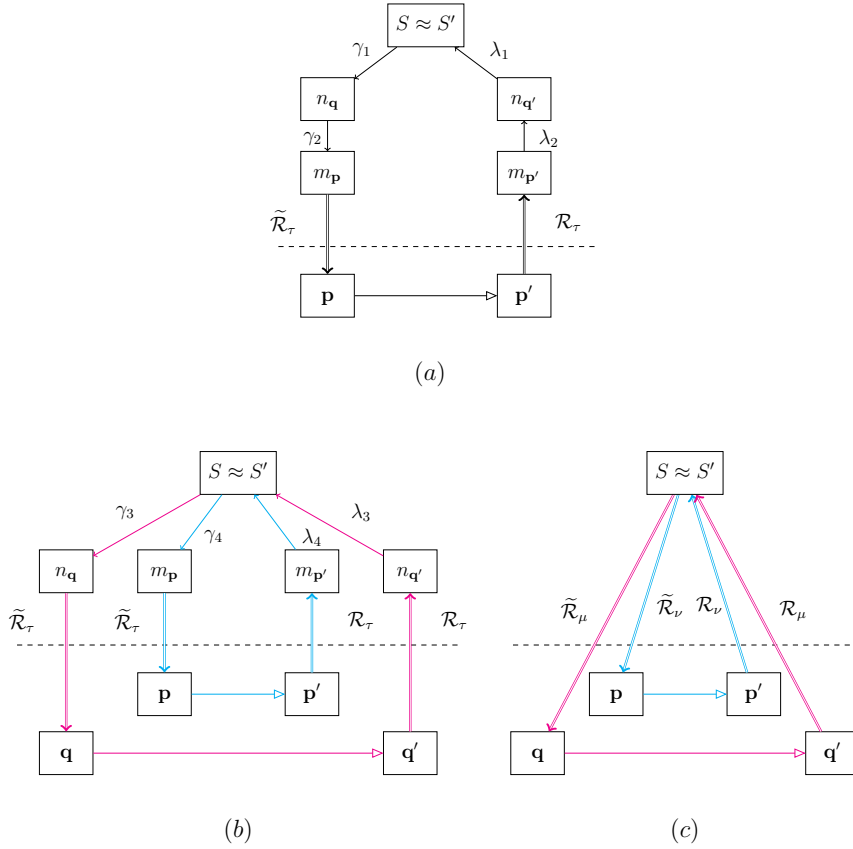 S ≈ S′
γ₁ λ₁
n_𝐪 n_𝐪′
γ₂ λ₂
m_𝐩 m_𝐩′
ℛ̃_τ ℛ_τ
𝐩 𝐩′
(a)
S ≈ S′
γ₃ γ₄ λ₄ λ₃
n_𝐪 m_𝐩 m_𝐩′ n_𝐪′
ℛ̃_τ ℛ̃_τ ℛ_τ ℛ_τ
𝐩 𝐩′
𝐪 𝐪′
(b)
S ≈ S′
ℛ̃_μ ℛ̃_ν ℛ_ν ℛ_μ
𝐩 𝐩′
𝐪 𝐪′
(c)